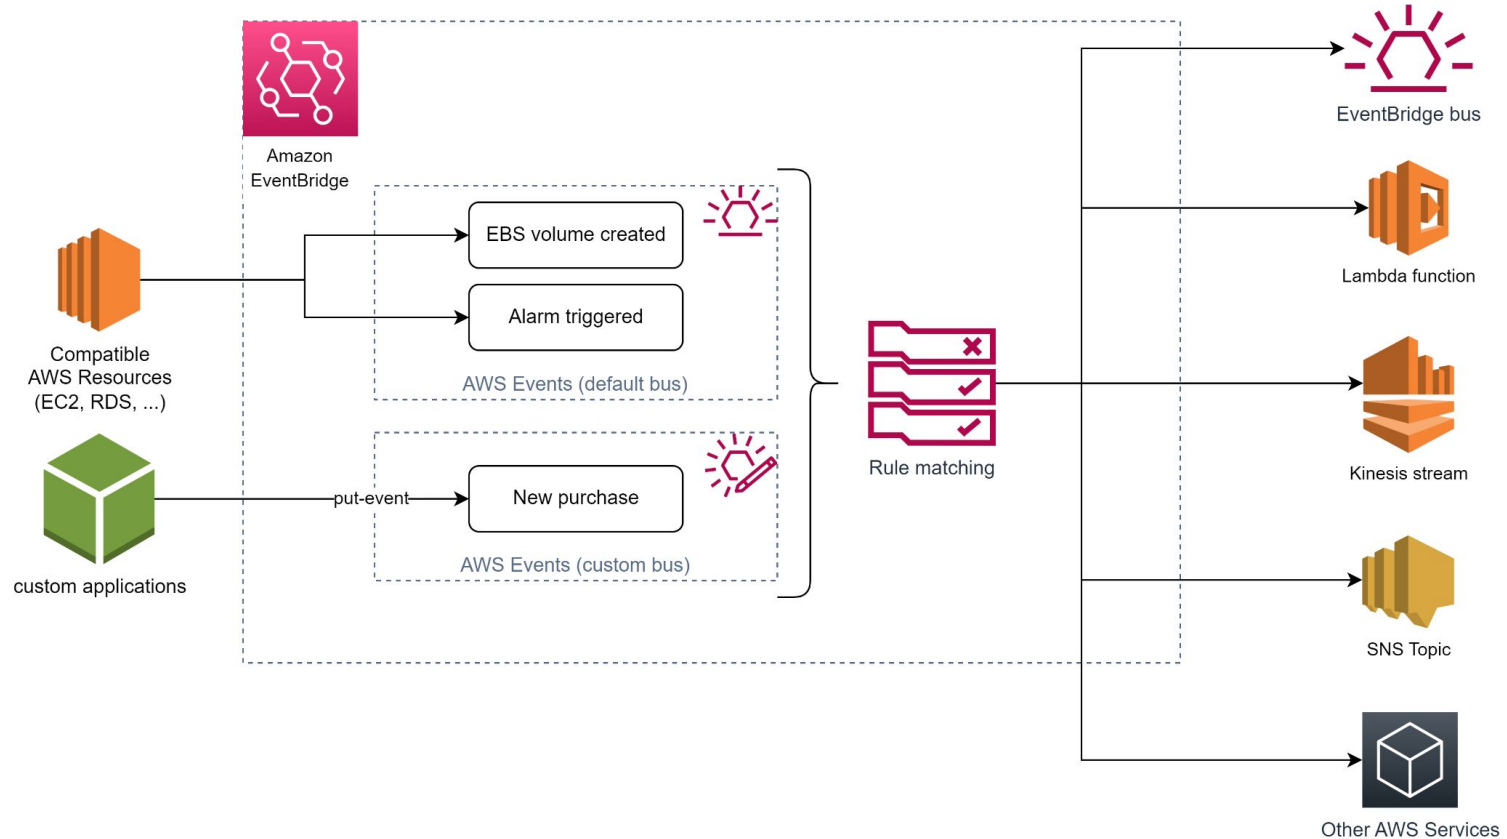 EventBridge bus
Amazon
EventBridge
EBS volume created
Lambda function
Alarm triggered
Compatible
AWS Resources
(EC2, RDS, ...)
AWS Events (default bus)
Rule matching
Kinesis stream
put-event
New purchase
AWS Events (custom bus)
custom applications
SNS Topic
Other AWS Services